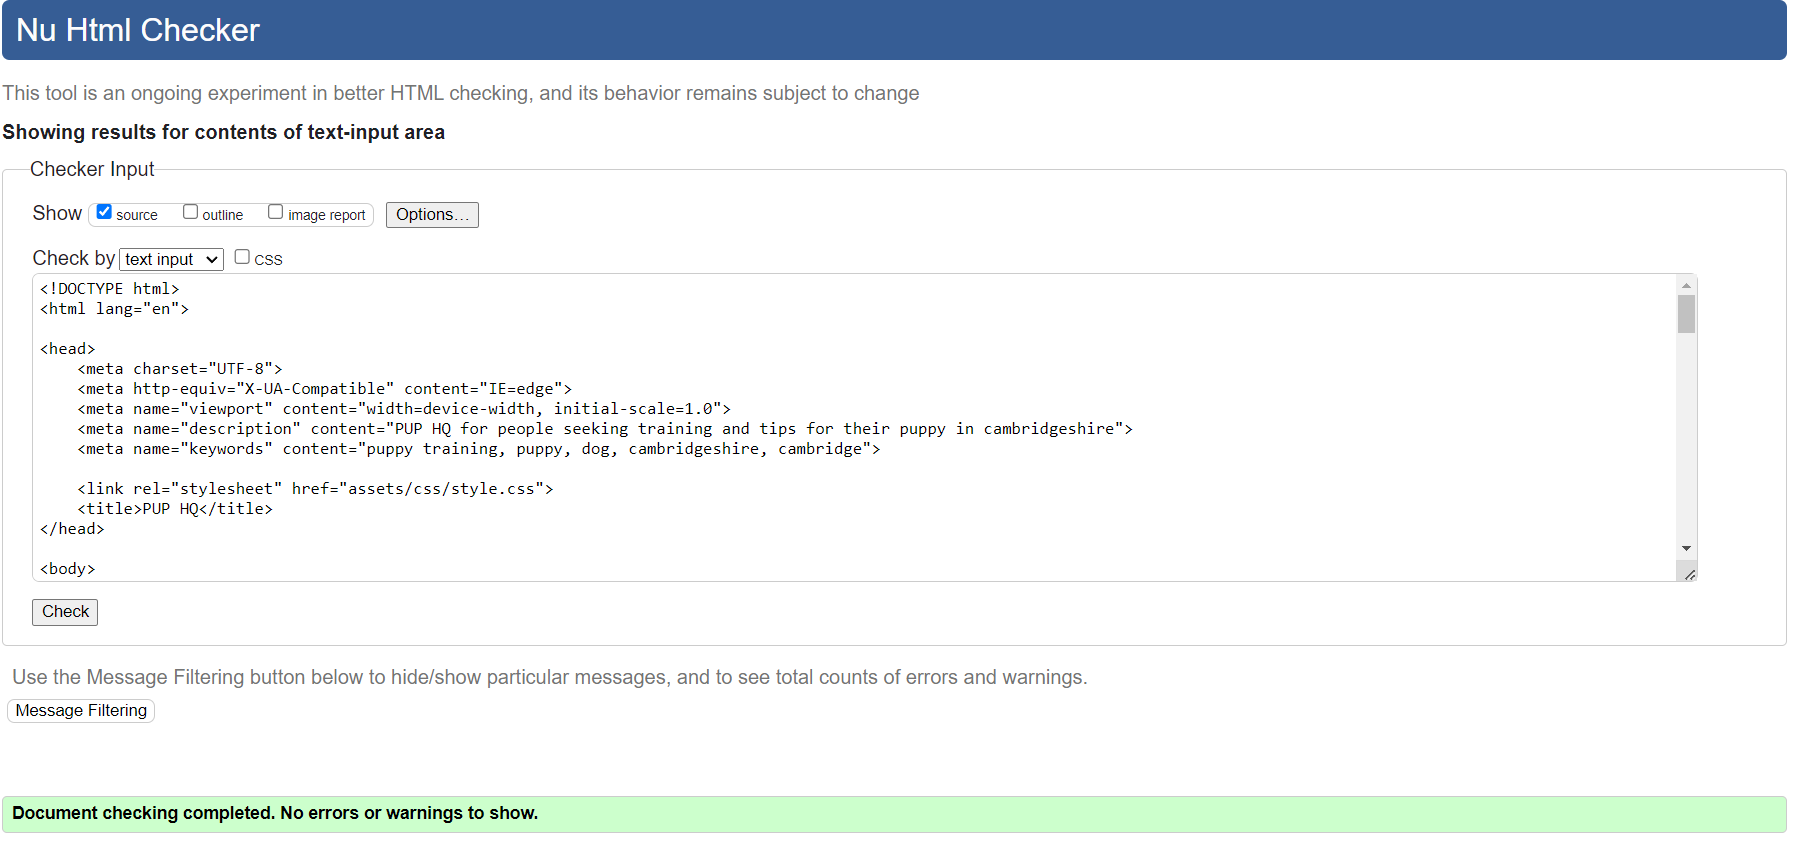 Nu Html Checker
This tool is an ongoing experiment in better HTML checking, and its behavior remains subject to change
Showing results for contents of text-input area
Checker Input
Show source outline image report Options...
Check by text input CSS
<!DOCTYPE html>
<html lang="en">
<head>
<meta charset="UTF-8">
<meta http-equiv="X-UA-Compatible" content="IE=edge">
<meta name="viewport" content="width=device-width, initial-scale=1.0">
<meta name="description" content="PUP HQ for people seeking training and tips for their puppy in cambridgeshire">
<meta name="keywords" content="puppy training, puppy, dog, cambridgeshire, cambridge">
<link rel="stylesheet" href="assets/css/style.css">
<title>PUP HQ</title>
</head>
<body>
Check
Use the Message Filtering button below to hide/show particular messages, and to see total counts of errors and warnings.
Message Filtering
Document checking completed. No errors or warnings to show.